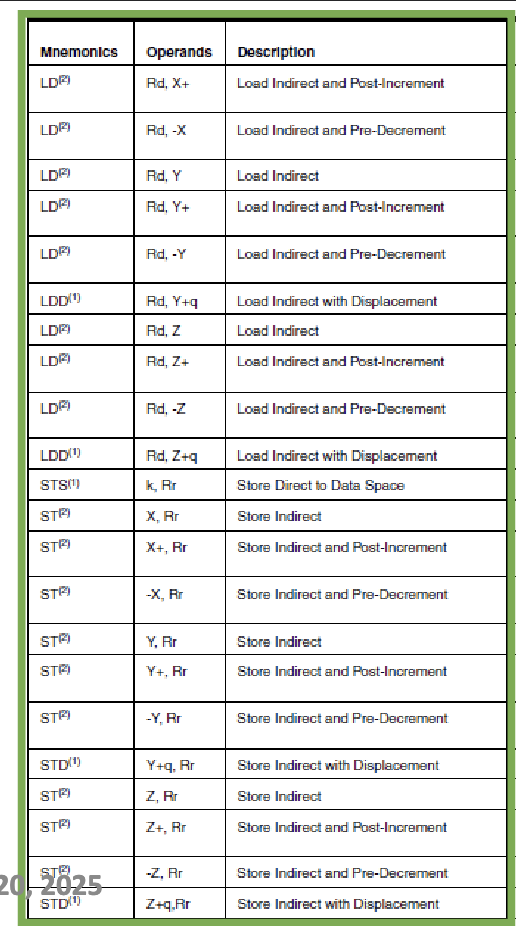 Mnemonics Operands Description
LD(2) Rd, X+ Load Indirect and Post-Increment
LD(2) Rd, -X Load Indirect and Pre-Decrement
LD(2) Rd, Y Load Indirect
LD(2) Rd, Y+ Load Indirect and Post-Increment
LD(2) Rd, -Y Load Indirect and Pre-Decrement
LDD(1) Rd, Y+q Load Indirect with Displacement
LD(2) Rd, Z Load Indirect
LD(2) Rd, Z+ Load Indirect and Post-Increment
LD(2) Rd, -Z Load Indirect and Pre-Decrement
LDD(1) Rd, Z+q Load Indirect with Displacement
STS(1) k, Rr Store Direct to Data Space
ST(2) X, Rr Store Indirect
ST(2) X+, Rr Store Indirect and Post-Increment
ST(2) -X, Rr Store Indirect and Pre-Decrement
ST(2) Y, Rr Store Indirect
ST(2) Y+, Rr Store Indirect and Post-Increment
ST(2) -Y, Rr Store Indirect and Pre-Decrement
STD(1) Y+q, Rr Store Indirect with Displacement
ST(2) Z, Rr Store Indirect
ST(2) Z+, Rr Store Indirect and Post-Increment
ST(2) -Z, Rr Store Indirect and Pre-Decrement
20, 2025
STD(1) Z+q,Rr Store Indirect with Displacement